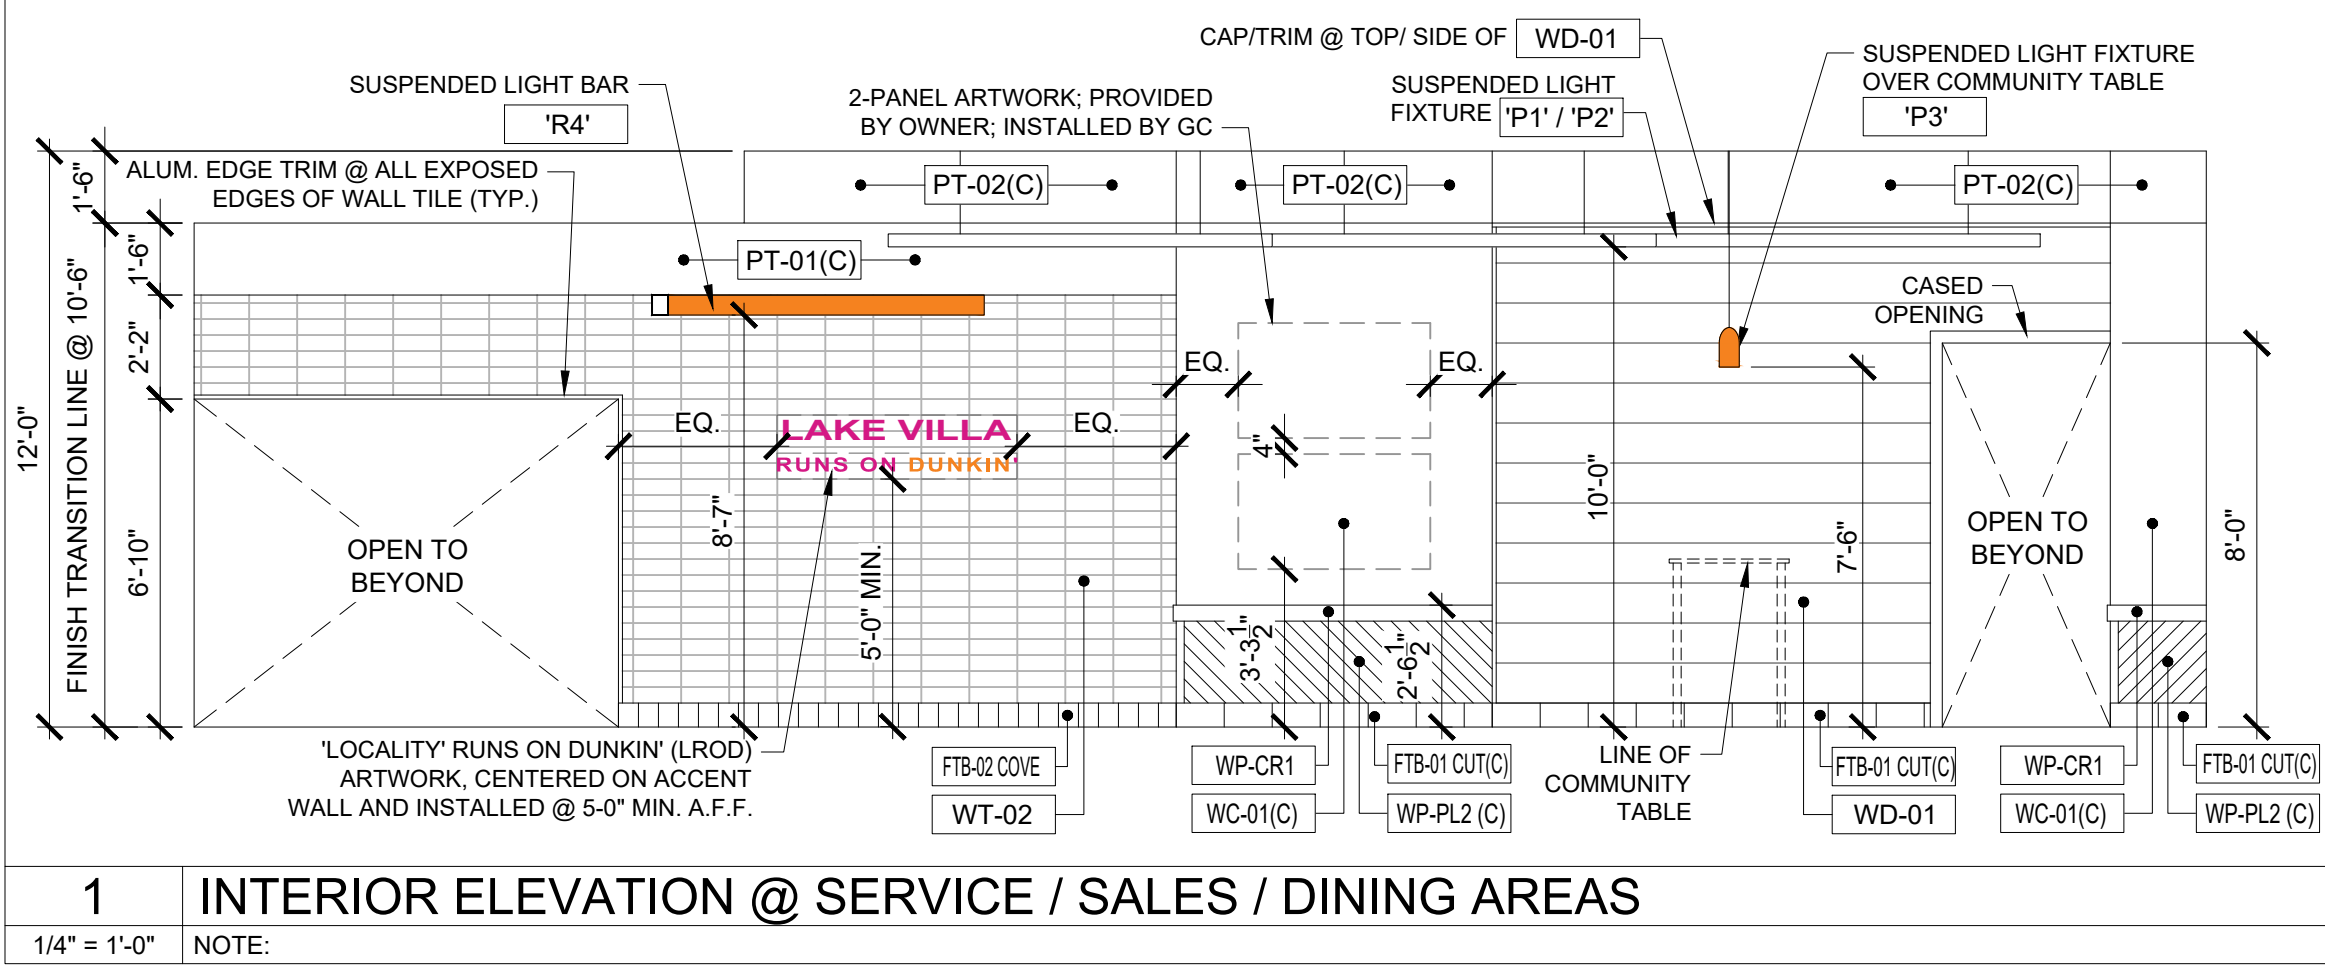 CAP/TRIM @ TOP/ SIDE OF WD-01
SUSPENDED LIGHT FIXTURE
OVER COMMUNITY TABLE
'P3'
SUSPENDED LIGHT BAR
'R4'
2-PANEL ARTWORK; PROVIDED
BY OWNER; INSTALLED BY GC
SUSPENDED LIGHT
FIXTURE 'P1' / 'P2'
ALUM. EDGE TRIM @ ALL EXPOSED
EDGES OF WALL TILE (TYP.)
PT-02(C)
PT-02(C)
PT-02(C)
PT-01(C)
12'-0"
1'-6"
FINISH TRANSITION LINE @ 10'-6"
1'-6"
2'-2"
6'-10"
CASED
OPENING
EQ.
EQ.
EQ.
EQ.
LAKE VILLA
RUNS ON DUNKIN'
4"
8'-7"
5'-0" MIN.
10'-0"
7'-6"
8'-0"
3'-3 1/2"
2'-6 1/2"
OPEN TO
BEYOND
OPEN TO
BEYOND
'LOCALITY' RUNS ON DUNKIN' (LROD)
ARTWORK, CENTERED ON ACCENT
WALL AND INSTALLED @ 5-0" MIN. A.F.F.
FTB-02 COVE
WT-02
WP-CR1
WC-01(C)
FTB-01 CUT(C)
WP-PL2 (C)
LINE OF
COMMUNITY
TABLE
FTB-01 CUT(C)
WD-01
WP-CR1
WC-01(C)
FTB-01 CUT(C)
WP-PL2 (C)
1 INTERIOR ELEVATION @ SERVICE / SALES / DINING AREAS
1/4" = 1'-0" NOTE: